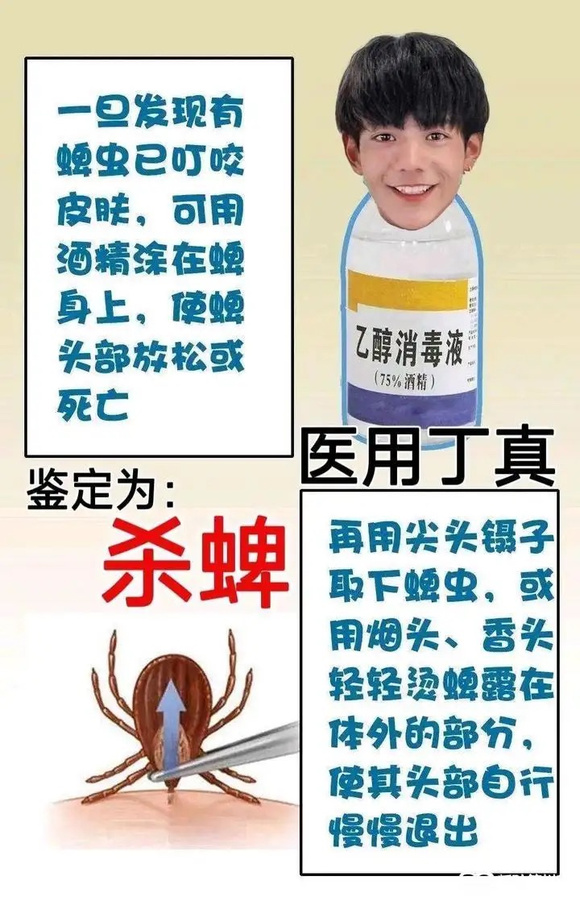 一旦发现有
蜱虫已叮咬
皮肤，可用
酒精涂在蜱
身上，使蜱
头部放松或
死亡
乙醇消毒液
（75%酒精）
医用丁真
鉴定为：
杀蜱
再用尖头镊子
取下蜱虫，或
用烟头、香头
轻轻烫蜱露在
体外的部分，
使其头部自行
慢慢退出